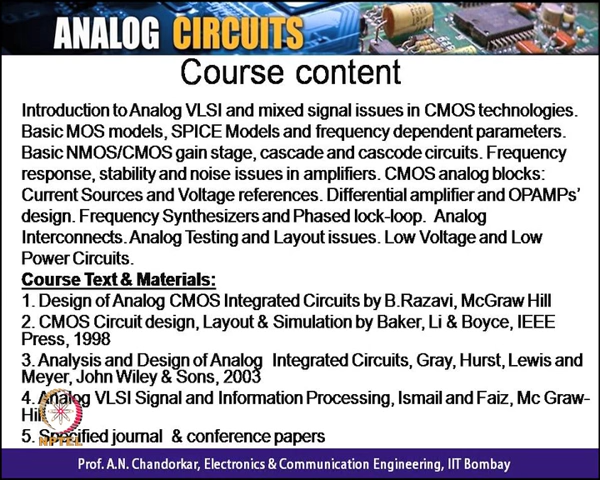 ANALOG CIRCUITS
Course content
Introduction to Analog VLSI and mixed signal issues in CMOS technologies.
Basic MOS models, SPICE Models and frequency dependent parameters.
Basic NMOS/CMOS gain stage, cascade and cascode circuits. Frequency
response, stability and noise issues in amplifiers. CMOS analog blocks:
Current Sources and Voltage references. Differential amplifier and OPAMPs'
design. Frequency Synthesizers and Phased lock-loop. Analog
Interconnects. Analog Testing and Layout issues. Low Voltage and Low
Power Circuits.
Course Text & Materials:
1. Design of Analog CMOS Integrated Circuits by B.Razavi, McGraw Hill
2. CMOS Circuit design, Layout & Simulation by Baker, Li & Boyce, IEEE
Press, 1998
3. Analysis and Design of Analog Integrated Circuits, Gray, Hurst, Lewis and
Meyer, John Wiley & Sons, 2003
4. Analog VLSI Signal and Information Processing, Ismail and Faiz, Mc Graw-
Hill
5. Specified journal & conference papers
NPTEL
Prof. A.N. Chandorkar, Electronics & Communication Engineering, IIT Bombay